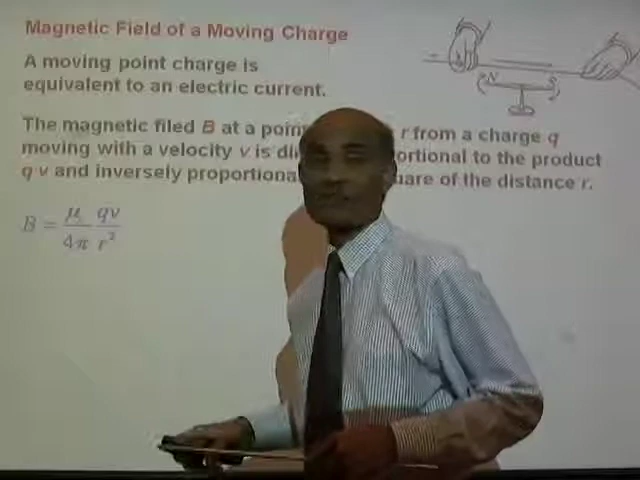 Magnetic Field of a Moving Charge
A moving point charge is
equivalent to an electric current.
The magnetic filed B at a poin r from a charge q
moving with a velocity v is di ortional to the product
q v and inversely proportiona uare of the distance r.
B = μ qv
4π r²
N S